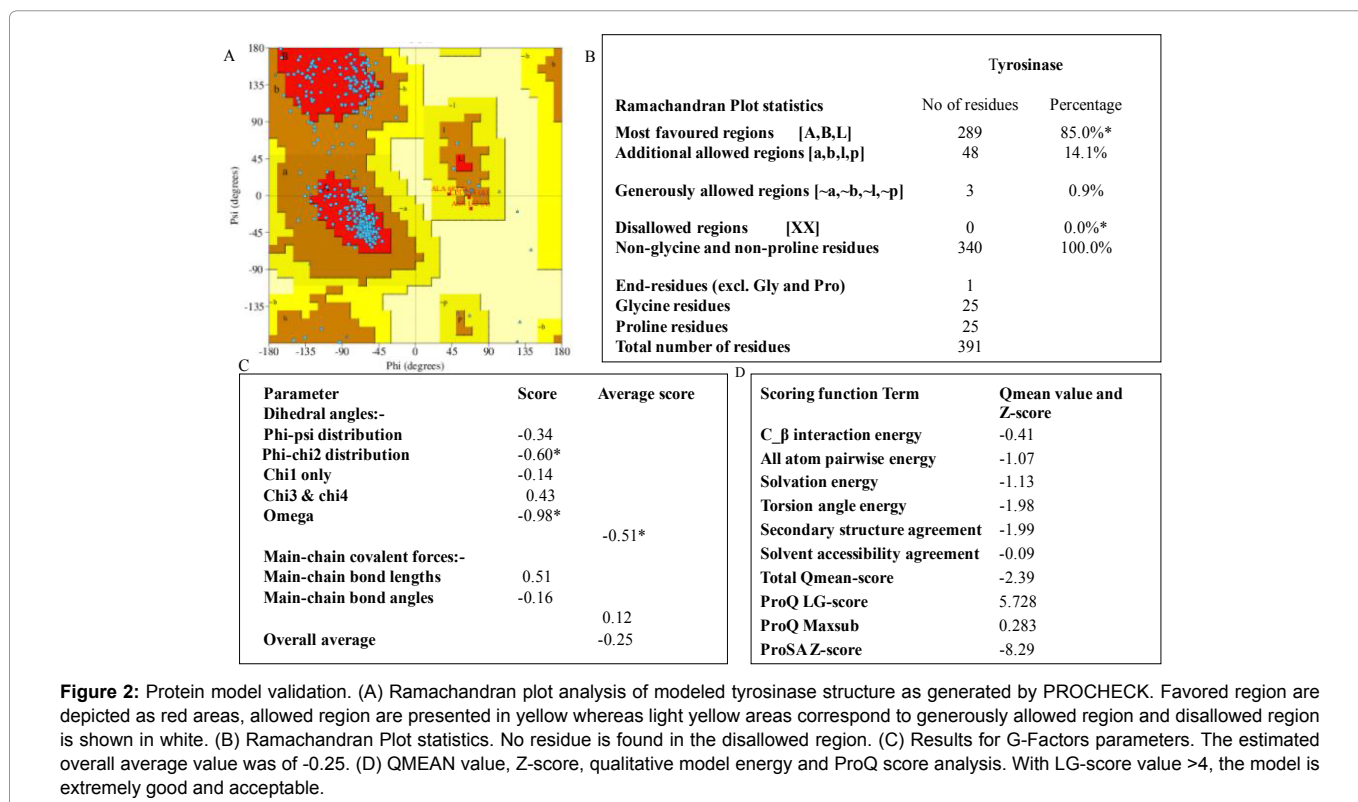 A
180
135
90
45
0
-45
-90
-135
-180
-135
-90
-45
0
45
90
135
180
Psi (degrees)
Phi (degrees)
B
b
a
~a
~b
~b
~b
b
~l
l
~p
p
~b
b
~b
B
Tyrosinase
Ramachandran Plot statistics No of residues Percentage
Most favoured regions [A,B,L] 289 85.0%*
Additional allowed regions [a,b,l,p] 48 14.1%
Generously allowed regions [~a,~b,~l,~p] 3 0.9%
Disallowed regions [XX] 0 0.0%*
Non-glycine and non-proline residues 340 100.0%
End-residues (excl. Gly and Pro) 1
Glycine residues 25
Proline residues 25
Total number of residues 391
C
Parameter Score Average score
Dihedral angles:-
Phi-psi distribution -0.34
Phi-chi2 distribution -0.60*
Chi1 only -0.14
Chi3 & chi4 0.43
Omega -0.98*
-0.51*
Main-chain covalent forces:-
Main-chain bond lengths 0.51
Main-chain bond angles -0.16
0.12
Overall average -0.25
D
Scoring function Term Qmean value and
Z-score
C_β interaction energy -0.41
All atom pairwise energy -1.07
Solvation energy -1.13
Torsion angle energy -1.98
Secondary structure agreement -1.99
Solvent accessibility agreement -0.09
Total Qmean-score -2.39
ProQ LG-score 5.728
ProQ Maxsub 0.283
ProSA Z-score -8.29
Figure 2: Protein model validation. (A) Ramachandran plot analysis of modeled tyrosinase structure as generated by PROCHECK. Favored region are
depicted as red areas, allowed region are presented in yellow whereas light yellow areas correspond to generously allowed region and disallowed region
is shown in white. (B) Ramachandran Plot statistics. No residue is found in the disallowed region. (C) Results for G-Factors parameters. The estimated
overall average value was of -0.25. (D) QMEAN value, Z-score, qualitative model energy and ProQ score analysis. With LG-score value >4, the model is
extremely good and acceptable.